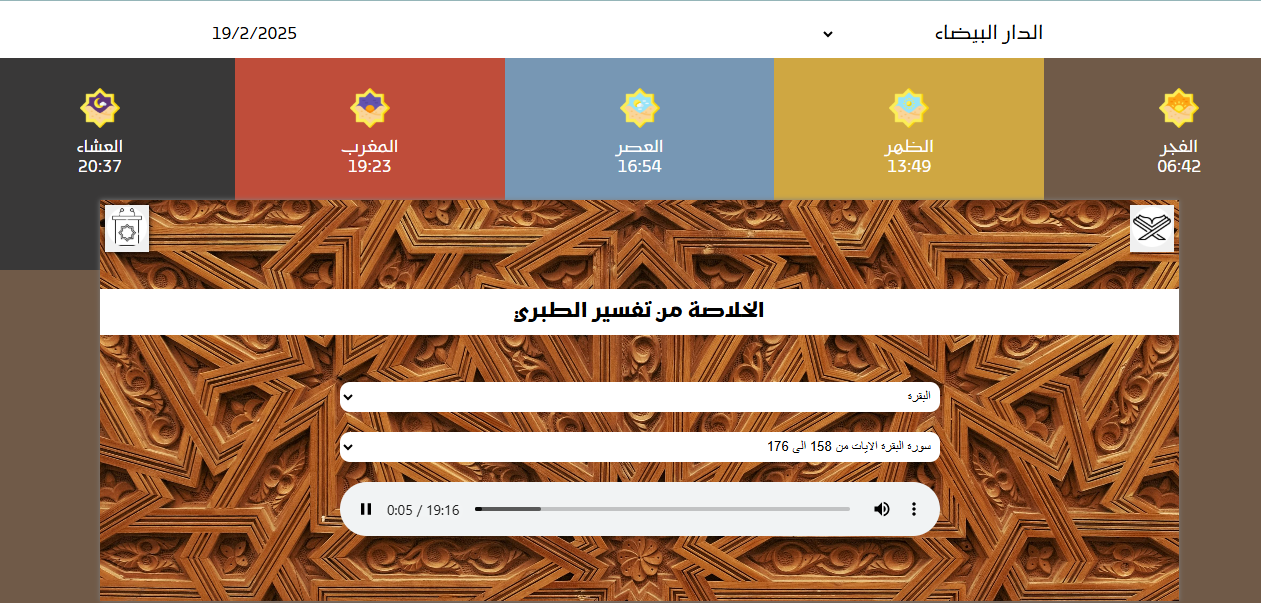 الدار البيضاء
19/2/2025
الفجر
06:42
الظهر
13:49
العصر
16:54
المغرب
19:23
العشاء
20:37
الخلاصة من تفسير الطبري
البقرة
سورة البقرة الايات من 158 الى 176
0:05 / 19:16